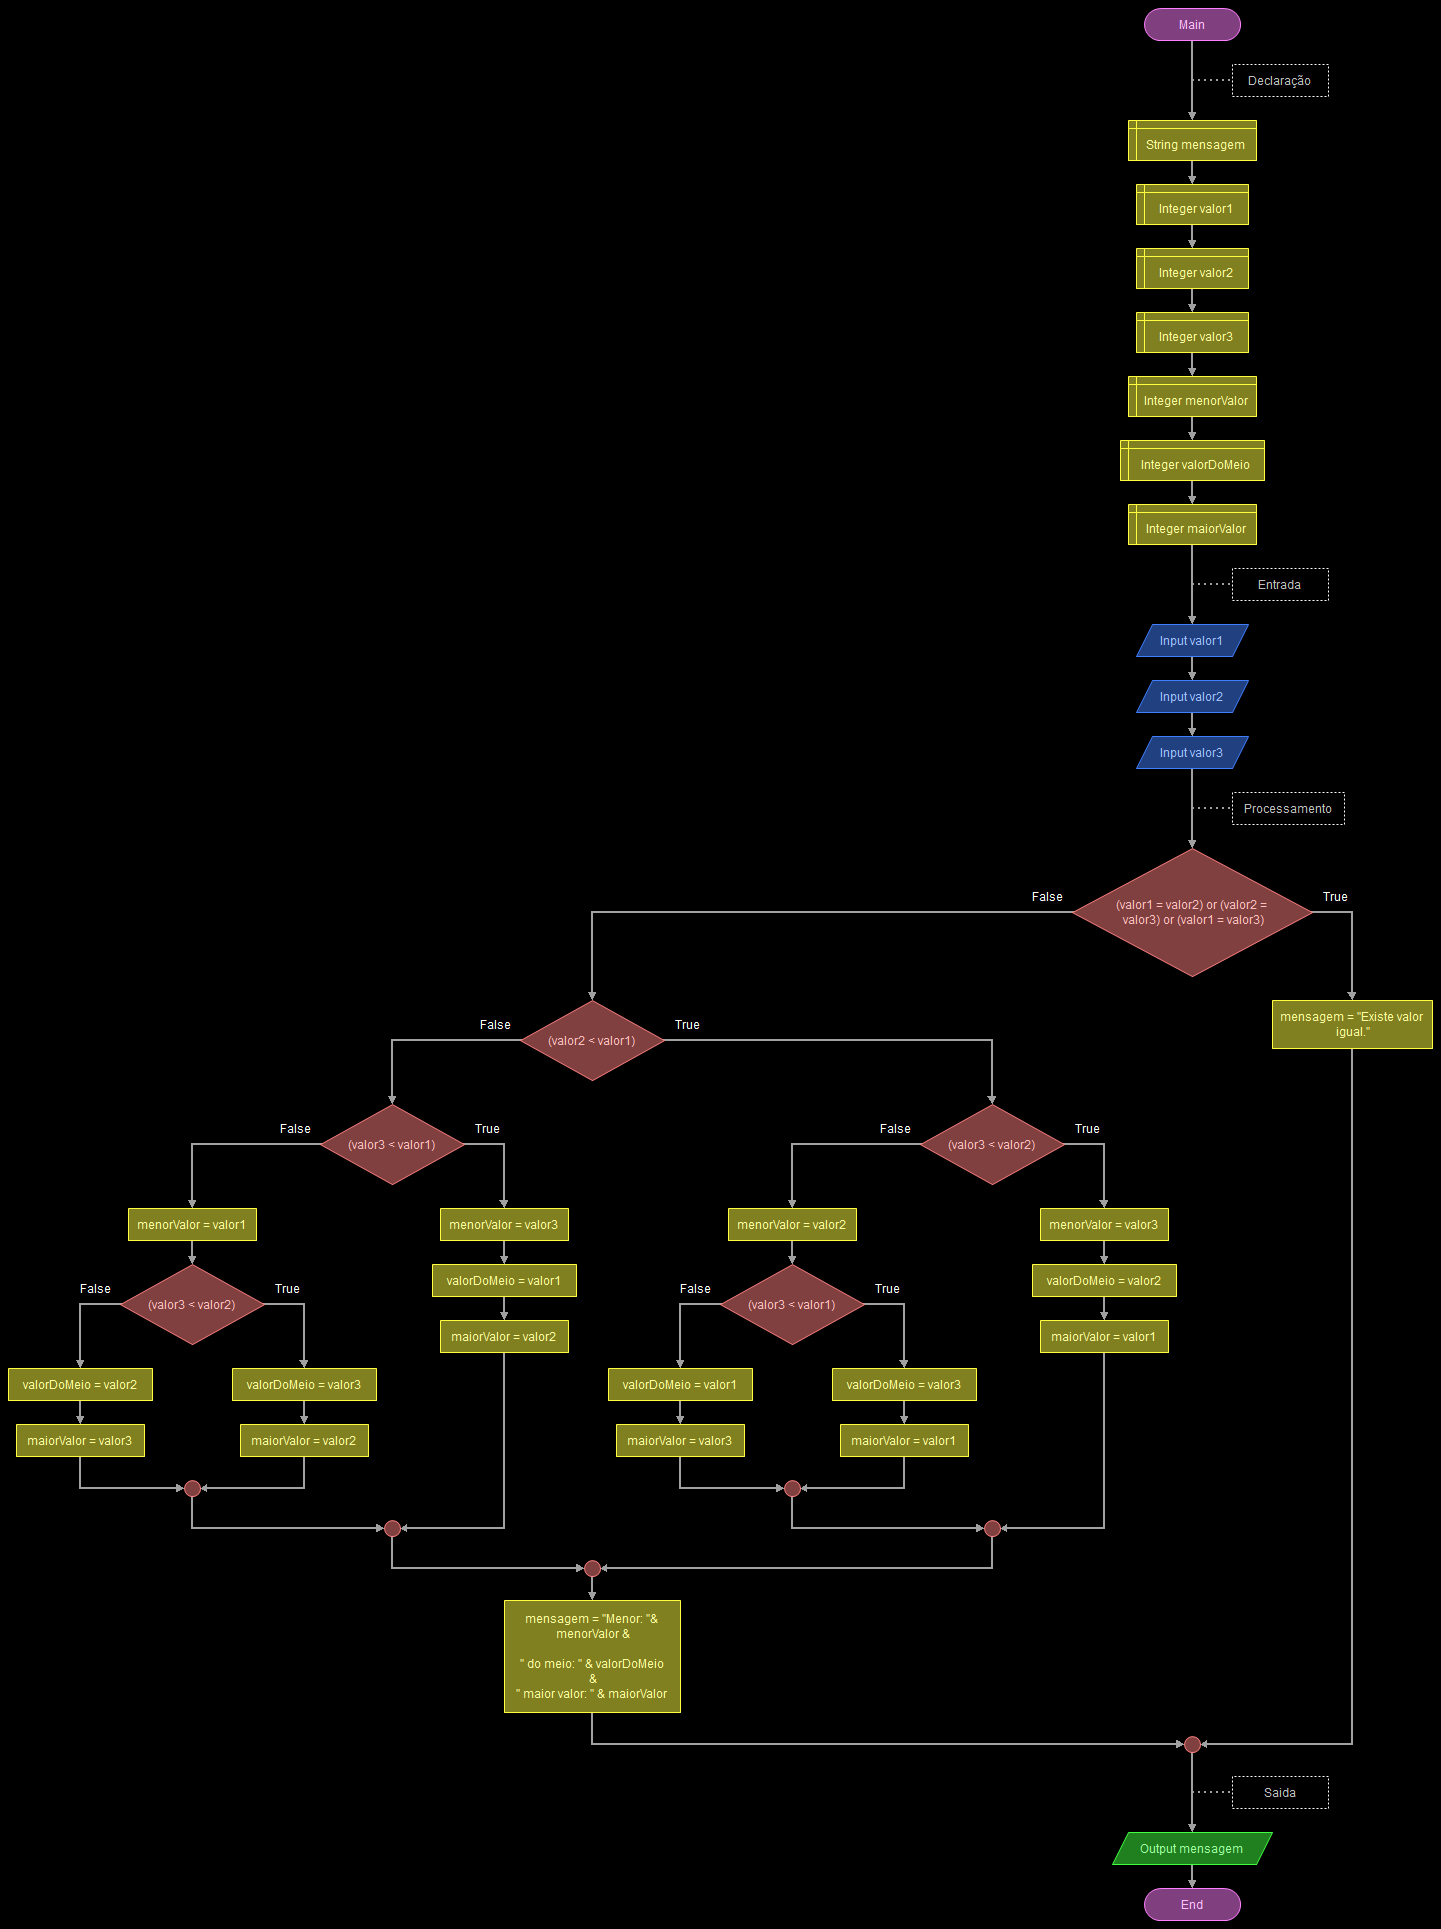 Main
Declaração
String mensagem
Integer valor1
Integer valor2
Integer valor3
Integer menorValor
Integer valorDoMeio
Integer maiorValor
Entrada
Input valor1
Input valor2
Input valor3
Processamento
False
True
(valor1 = valor2) or (valor2 =
valor3) or (valor1 = valor3)
mensagem = "Existe valor
igual."
False
True
(valor2 < valor1)
False
True
(valor3 < valor1)
False
True
(valor3 < valor2)
menorValor = valor1
menorValor = valor3
menorValor = valor2
menorValor = valor3
False
True
(valor3 < valor2)
valorDoMeio = valor1
False
True
(valor3 < valor1)
valorDoMeio = valor2
maiorValor = valor2
maiorValor = valor1
valorDoMeio = valor2
valorDoMeio = valor3
valorDoMeio = valor1
valorDoMeio = valor3
maiorValor = valor3
maiorValor = valor2
maiorValor = valor3
maiorValor = valor1
mensagem = "Menor: "&
menorValor &
" do meio: " & valorDoMeio
&
" maior valor: " & maiorValor
Saida
Output mensagem
End